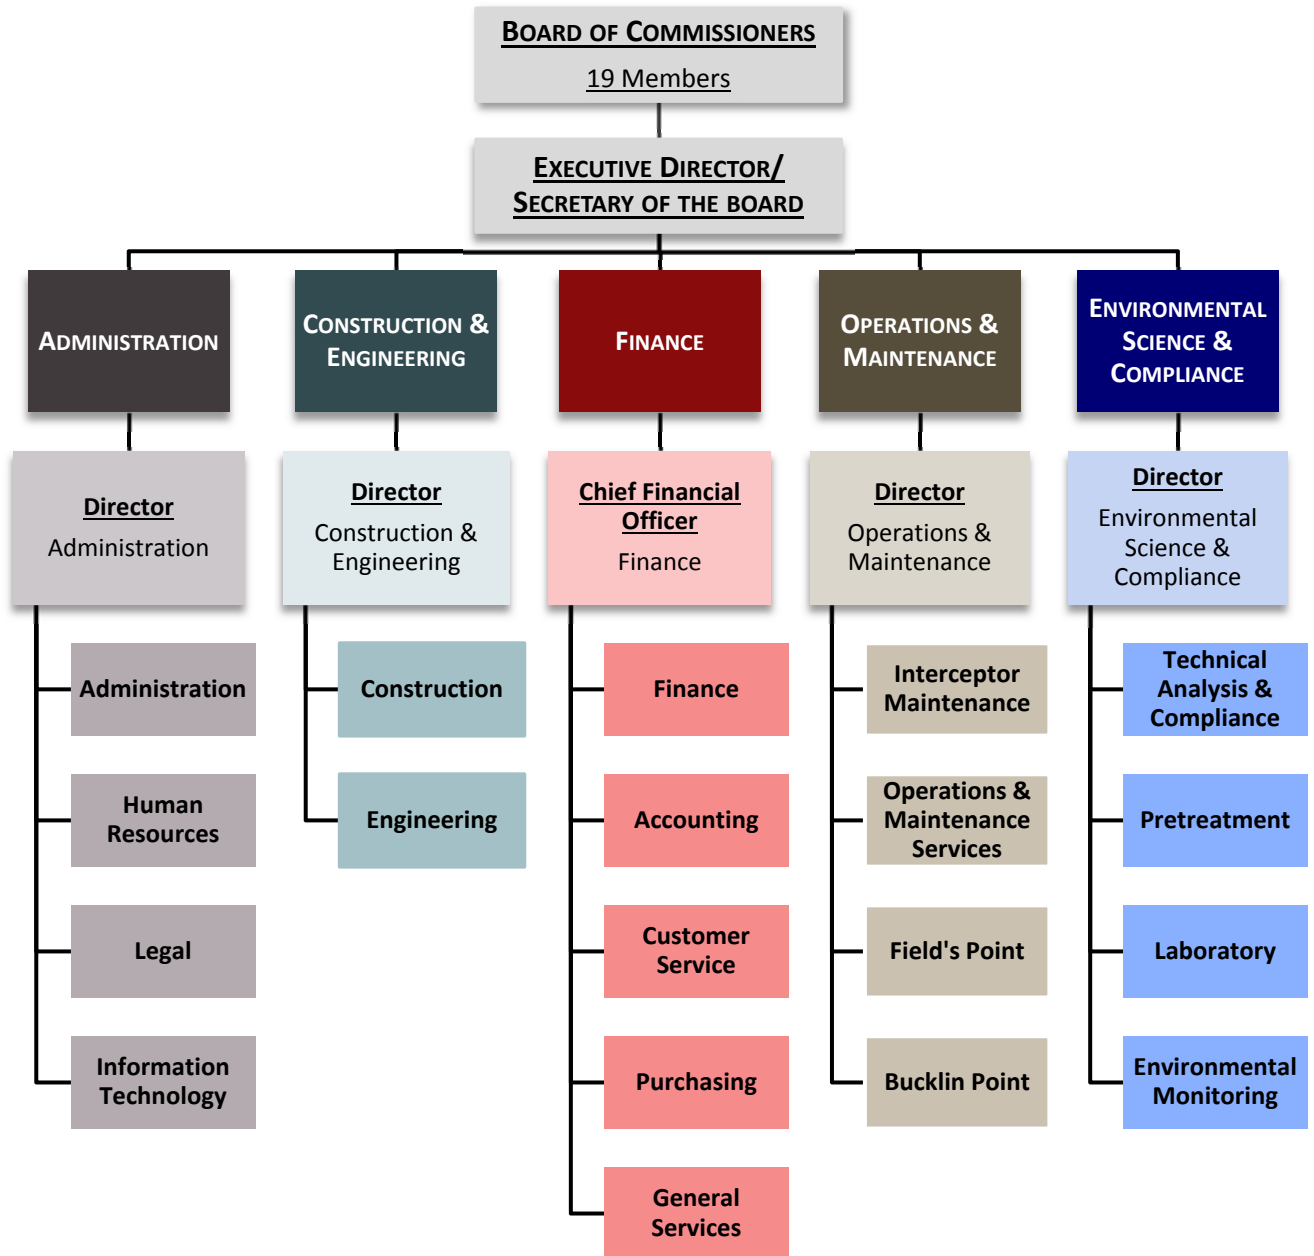 BOARD OF COMMISSIONERS
19 Members
EXECUTIVE DIRECTOR/
SECRETARY OF THE BOARD
ADMINISTRATION
CONSTRUCTION &
ENGINEERING
FINANCE
OPERATIONS &
MAINTENANCE
ENVIRONMENTAL
SCIENCE &
COMPLIANCE
Director
Administration
Director
Construction &
Engineering
Chief Financial
Officer
Finance
Director
Operations &
Maintenance
Director
Environmental
Science &
Compliance
Administration
Human
Resources
Legal
Information
Technology
Construction
Engineering
Finance
Accounting
Customer
Service
Purchasing
General
Services
Interceptor
Maintenance
Operations &
Maintenance
Services
Field's Point
Bucklin Point
Technical
Analysis &
Compliance
Pretreatment
Laboratory
Environmental
Monitoring